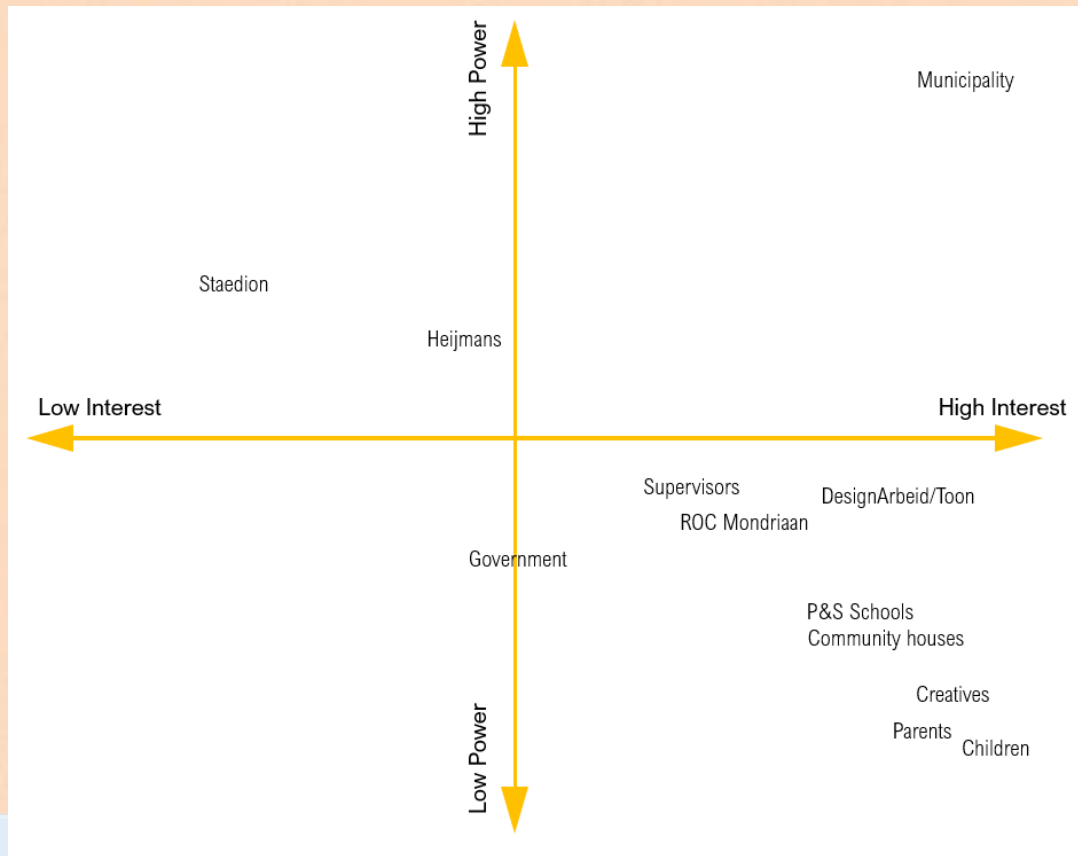 High Power
Municipality
Staedion
Heijmans
Low Interest
High Interest
Supervisors
DesignArbeid/Toon
ROC Mondriaan
Government
P&S Schools
Community houses
Creatives
Parents
Children
Low Power